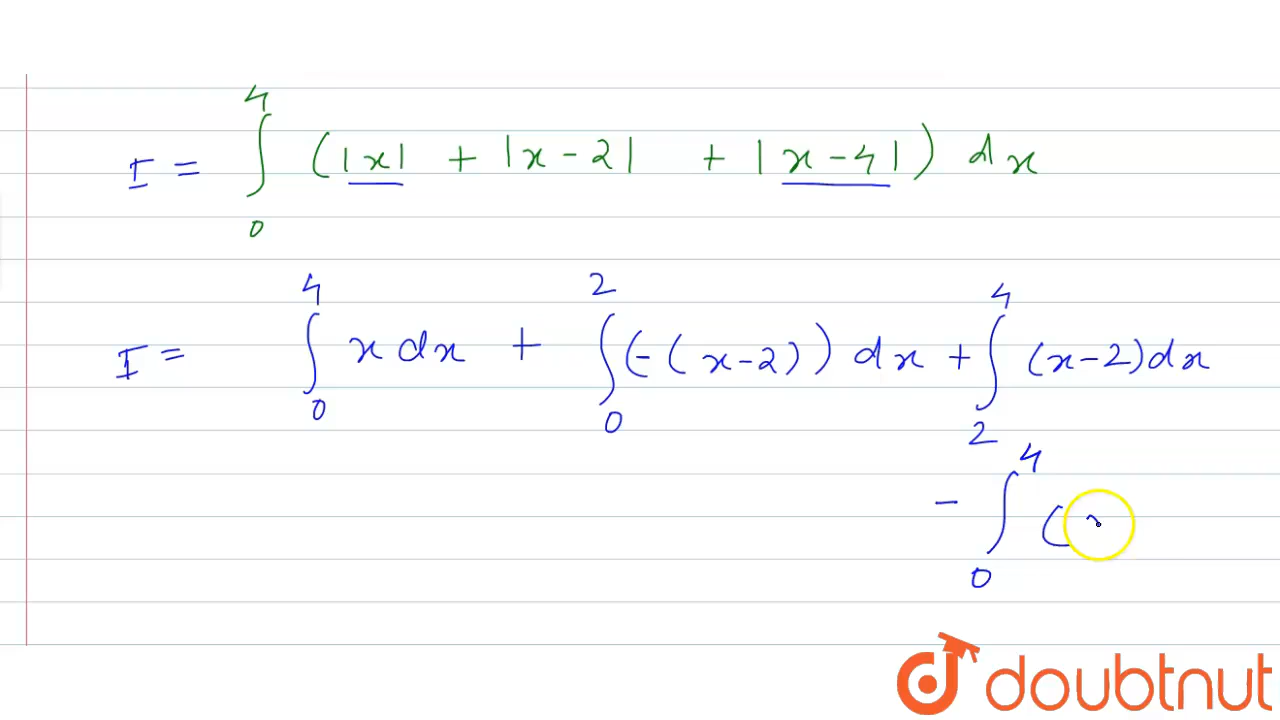 I = ∫₀⁴ (|x| + |x-2| + |x-4|) dx
I = ∫₀⁴ x dx + ∫₀² (-(x-2)) dx + ∫₂⁴ (x-2) dx
- ∫₀⁴ (
doubtnut